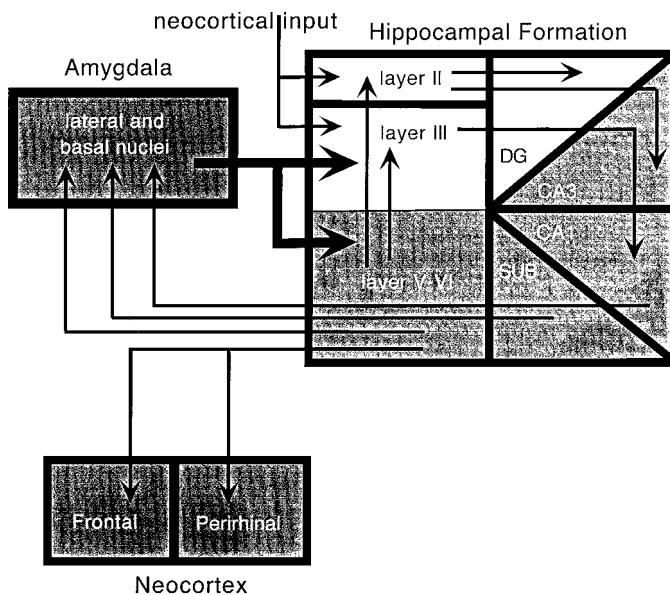 neocortical input
Hippocampal Formation
Amygdala
lateral and
basal nuclei
layer II
layer III
DG
CA3
CA1
SUB
layer V-VI
Frontal
Perirhinal
Neocortex